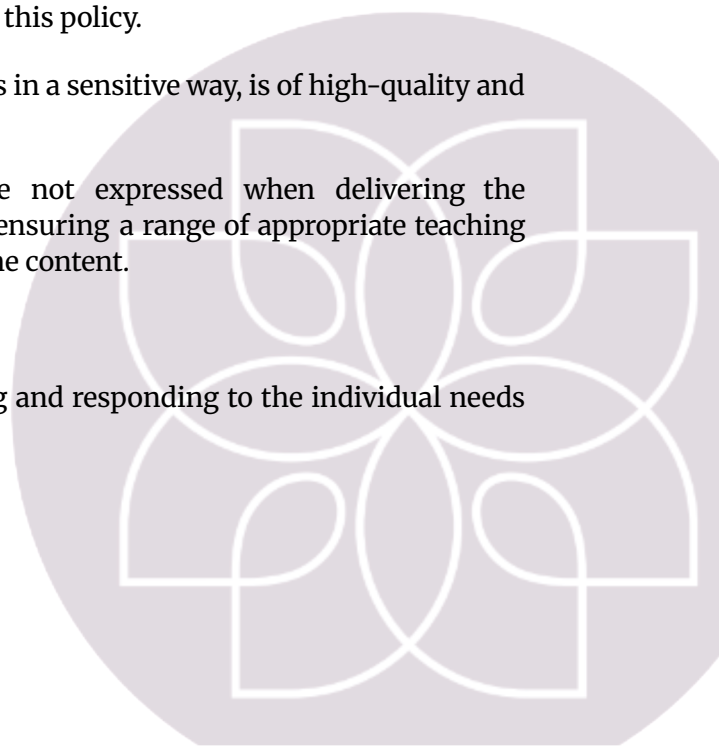 this policy.
s in a sensitive way, is of high-quality and
e not expressed when delivering the
ensuring a range of appropriate teaching
ne content.
g and responding to the individual needs